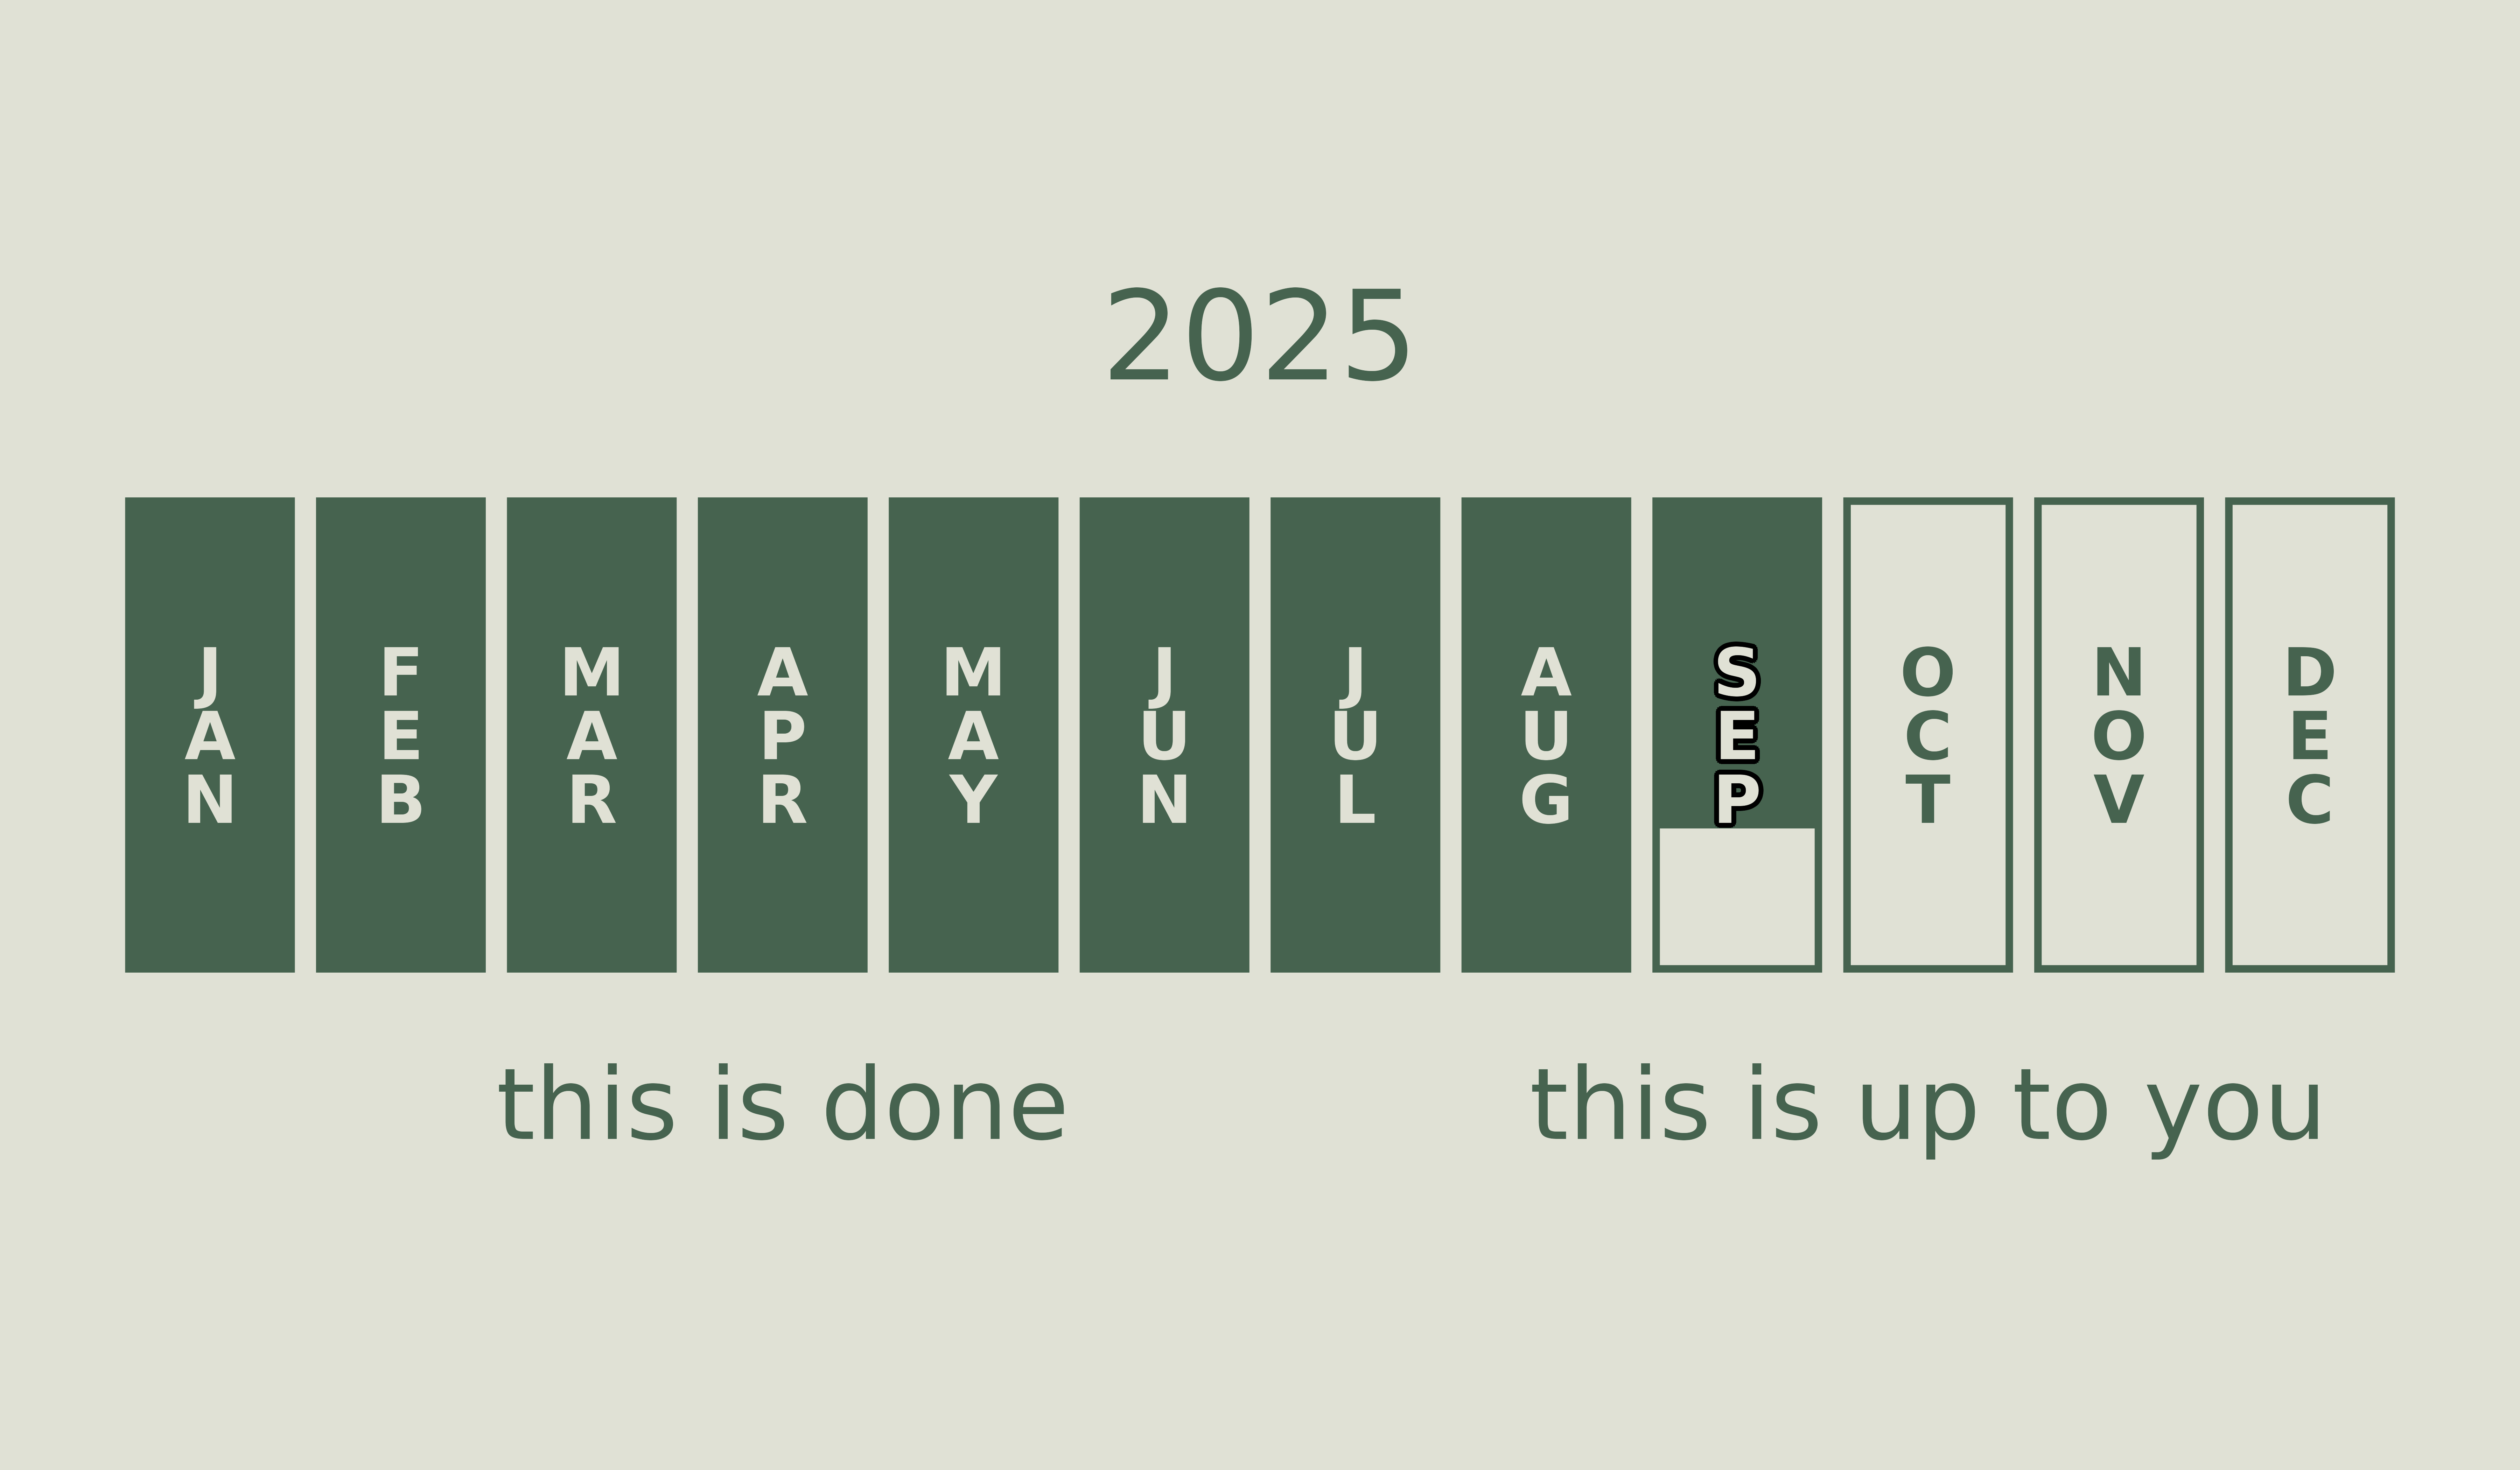 2025
JAN
FEB
MAR
APR
MAY
JUN
JUL
AUG
SEP
OCT
NOV
DEC
this is done
this is up to you